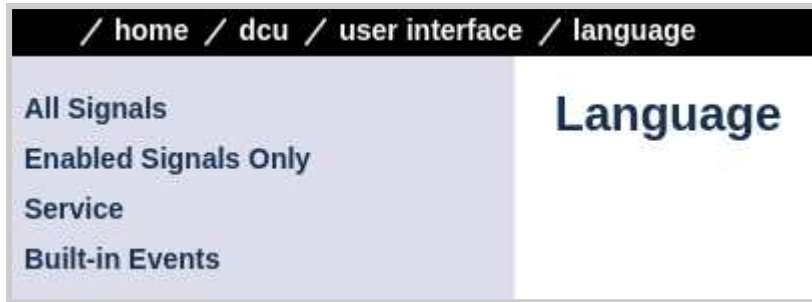 / home / dcu / user interface / language
All Signals
Enabled Signals Only
Service
Built-in Events
Language